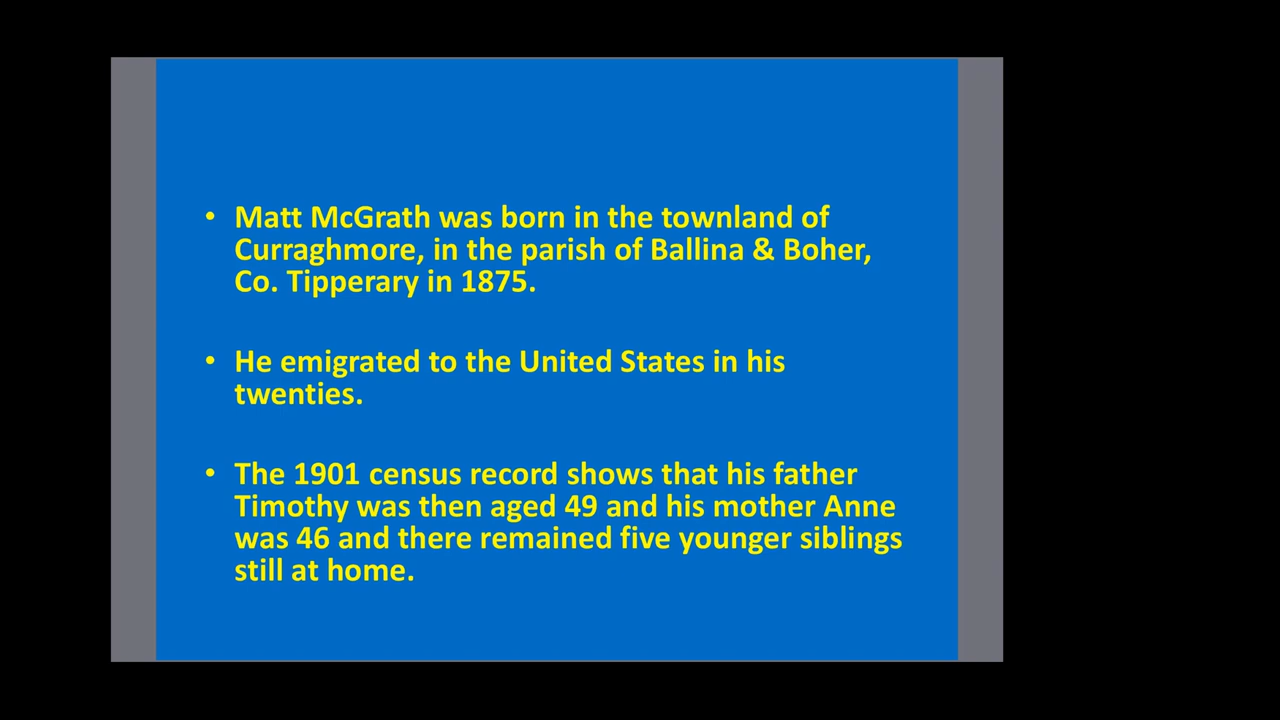 • Matt McGrath was born in the townland of
Curraghmore, in the parish of Ballina & Boher,
Co. Tipperary in 1875.
• He emigrated to the United States in his
twenties.
• The 1901 census record shows that his father
Timothy was then aged 49 and his mother Anne
was 46 and there remained five younger siblings
still at home.